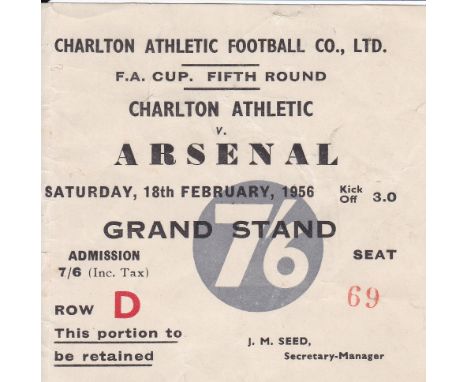 CHARLTON ATHLETIC FOOTBALL CO., LTD.
F.A. CUP. FIFTH ROUND
CHARLTON ATHLETIC
v.
ARSENAL
SATURDAY, 18th FEBRUARY, 1956 Kick Off 3.0
GRAND STAND
7/6
ADMISSION
7/6 (Inc. Tax)
SEAT
69
ROW D
This portion to
be retained
J. M. SEED,
Secretary-Manager